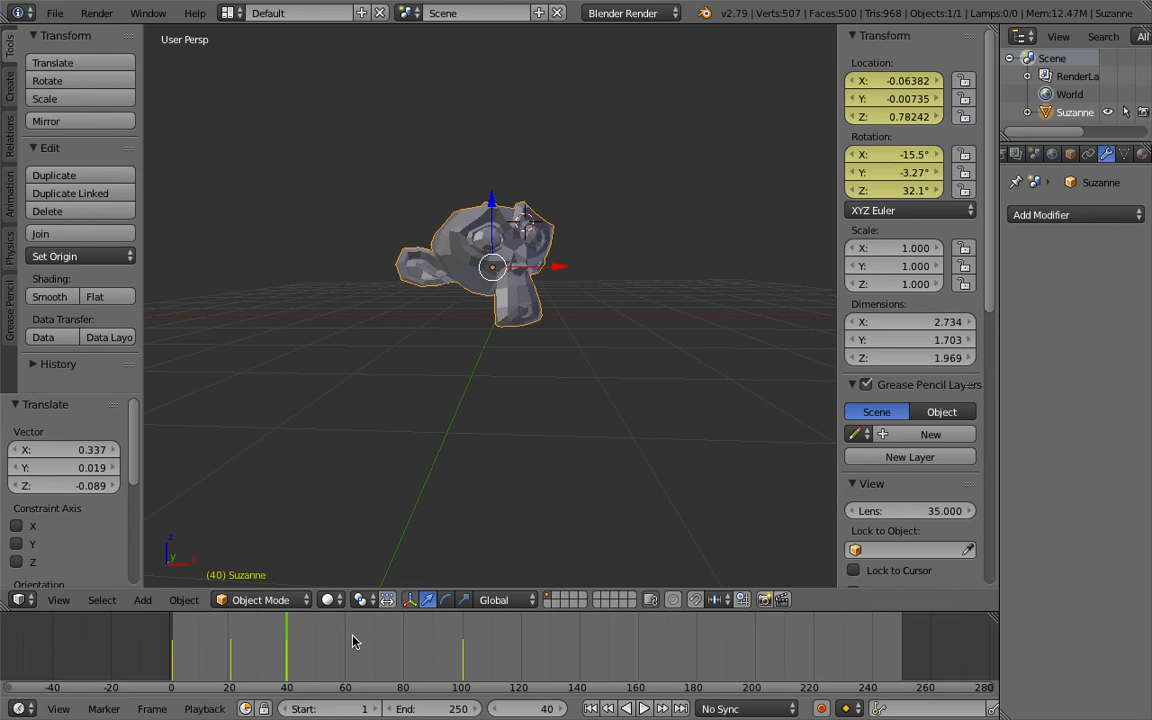 File Render Window Help Default Scene Blender Render v2.79 | Verts:507 | Faces:500 | Tris:968 | Objects:1/1 | Lamps:0/0 | Mem:12.47M | Suzanne
Tools
Create
Relations
Animation
Physics
Grease Pencil
Transform
Translate
Rotate
Scale
Mirror
Edit
Duplicate
Duplicate Linked
Delete
Join
Set Origin
Shading:
Smooth Flat
Data Transfer:
Data Data Layo
History
Translate
Vector
X: 0.337
Y: 0.019
Z: -0.089
Constraint Axis
X
Y
Z
Orientation
User Persp
z
y
x
(40) Suzanne
Transform
Location:
X: -0.06382
Y: -0.00735
Z: 0.78242
Rotation:
X: -15.5°
Y: -3.27°
Z: 32.1°
XYZ Euler
Scale:
X: 1.000
Y: 1.000
Z: 1.000
Dimensions:
X: 2.734
Y: 1.703
Z: 1.969
Grease Pencil Layers
Scene Object
New
New Layer
View
Lens: 35.000
Lock to Object:
Lock to Cursor
View Search All
Scene
RenderLa
World
Suzanne
Suzanne
Add Modifier
View Select Add Object Object Mode Global
-40 -20 0 20 40 60 80 100 120 140 160 180 200 220 240 260 280
View Marker Frame Playback Start: 1 End: 250 40 No Sync